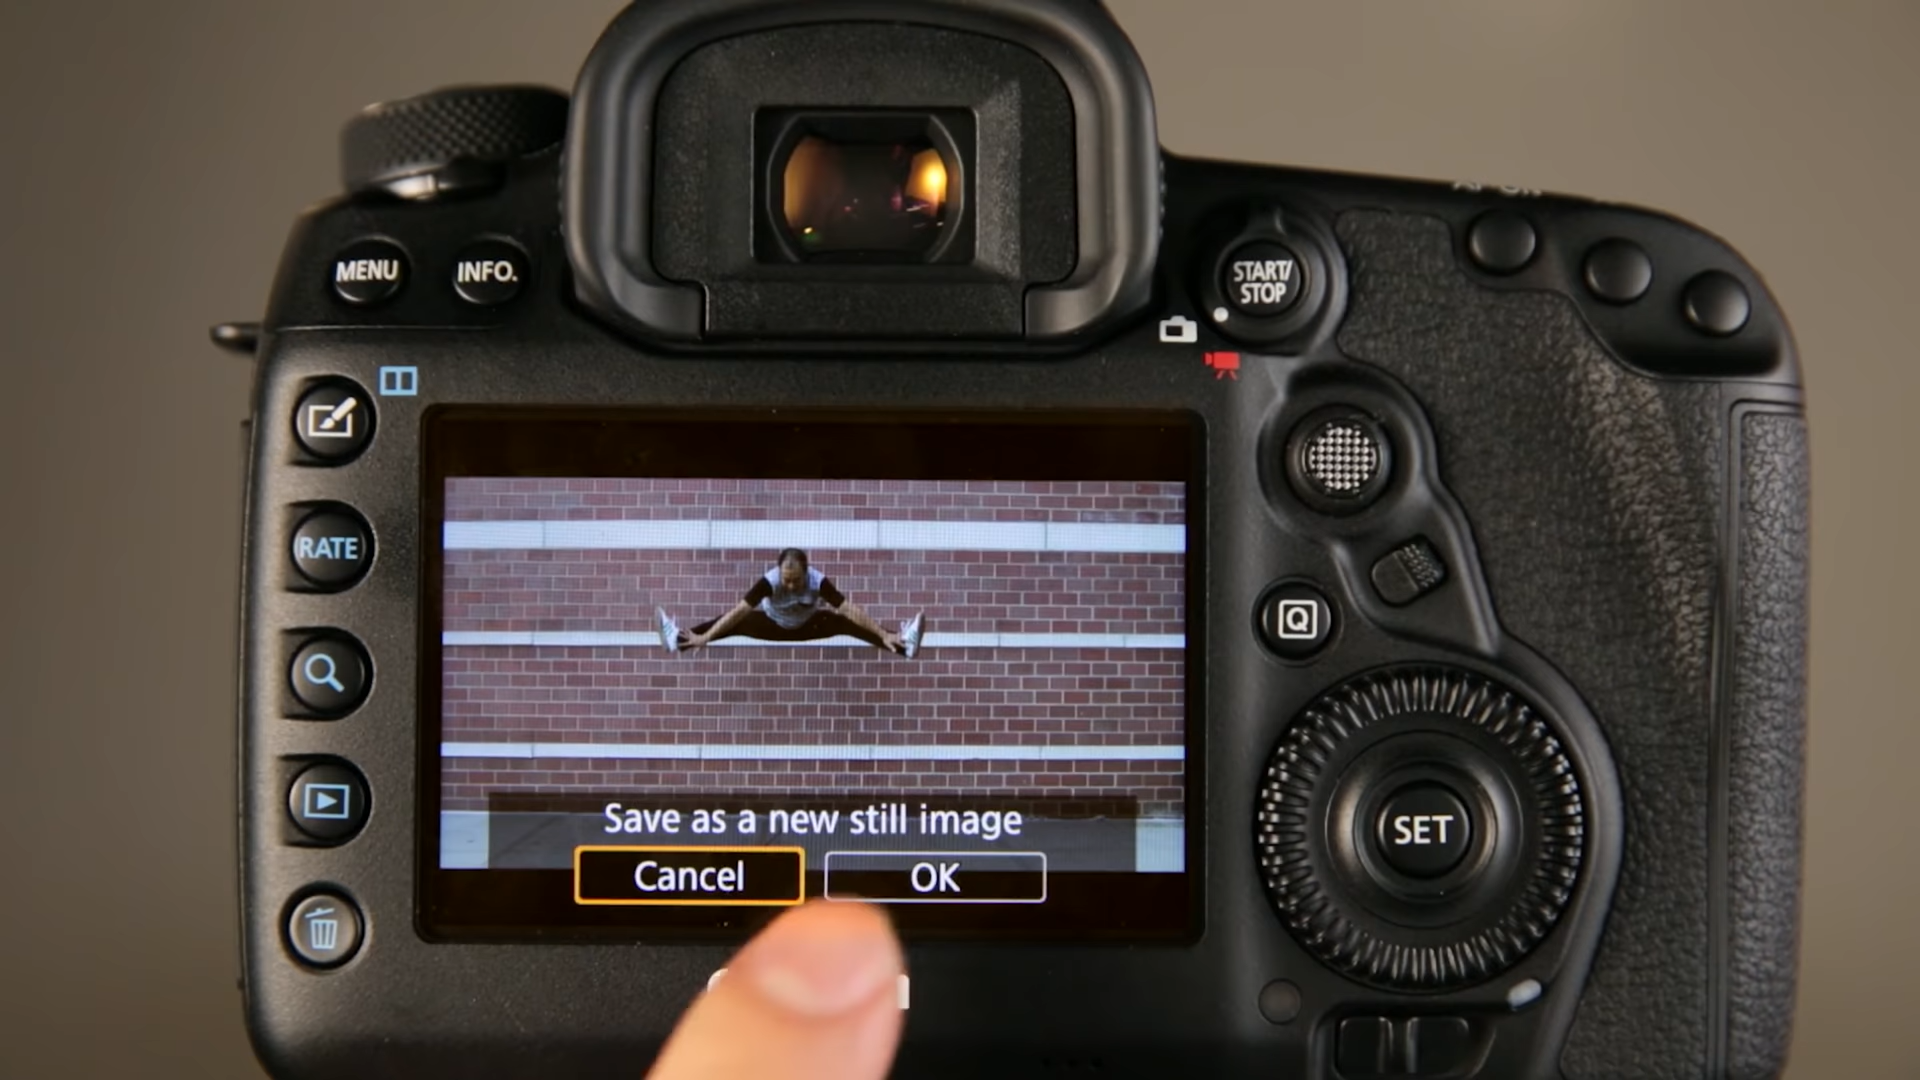 MENU
INFO.
START/
STOP
RATE
Q
SET
Save as a new still image
Cancel
OK